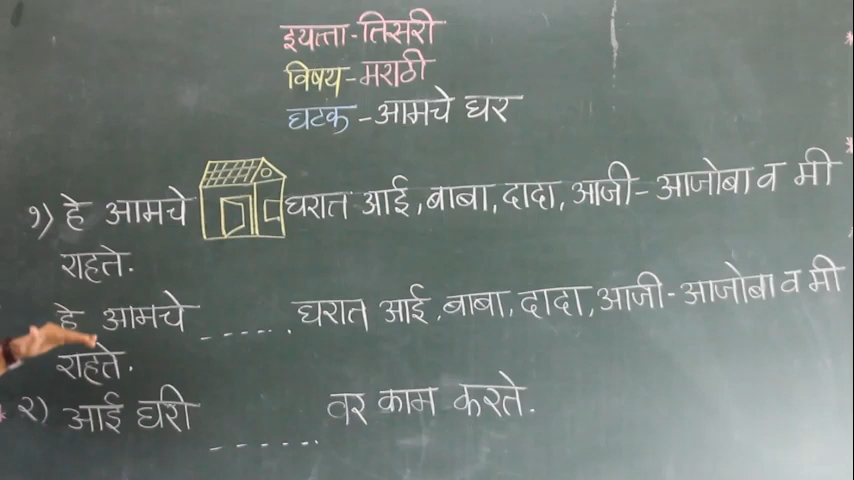 इयत्ता-तिसरी
विषय-मराठी
घटक-आमचे घर
१) हे आमचे घरात आई, बाबा, दादा, आजी-आजोबा व मी
राहते.
हे आमचे ...... घरात आई, बाबा, दादा, आजी-आजोबा व मी
राहते.
२) आई घरी ...... वर काम करते.